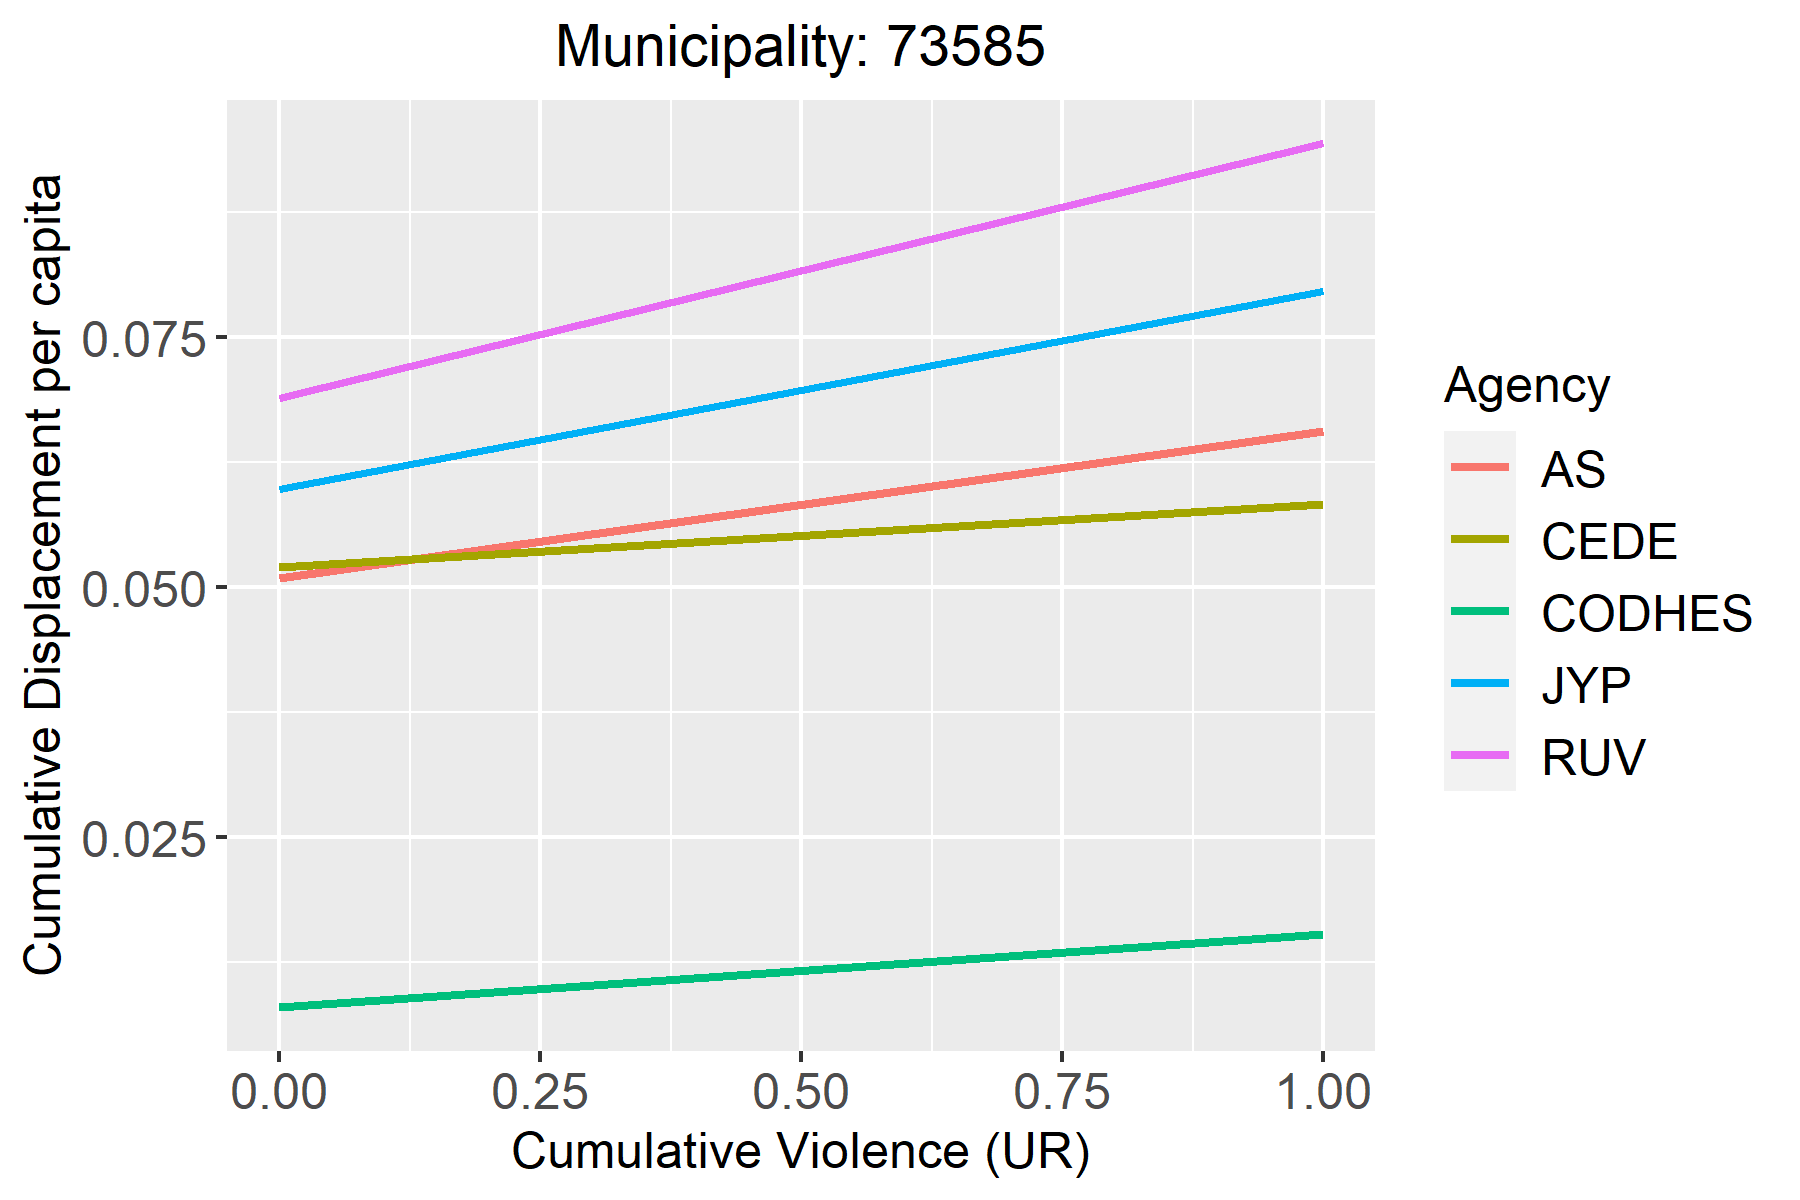 Municipality: 73585
Cumulative Displacement per capita
0.075
0.050
0.025
0.00 0.25 0.50 0.75 1.00
Cumulative Violence (UR)
Agency
AS
CEDE
CODHES
JYP
RUV